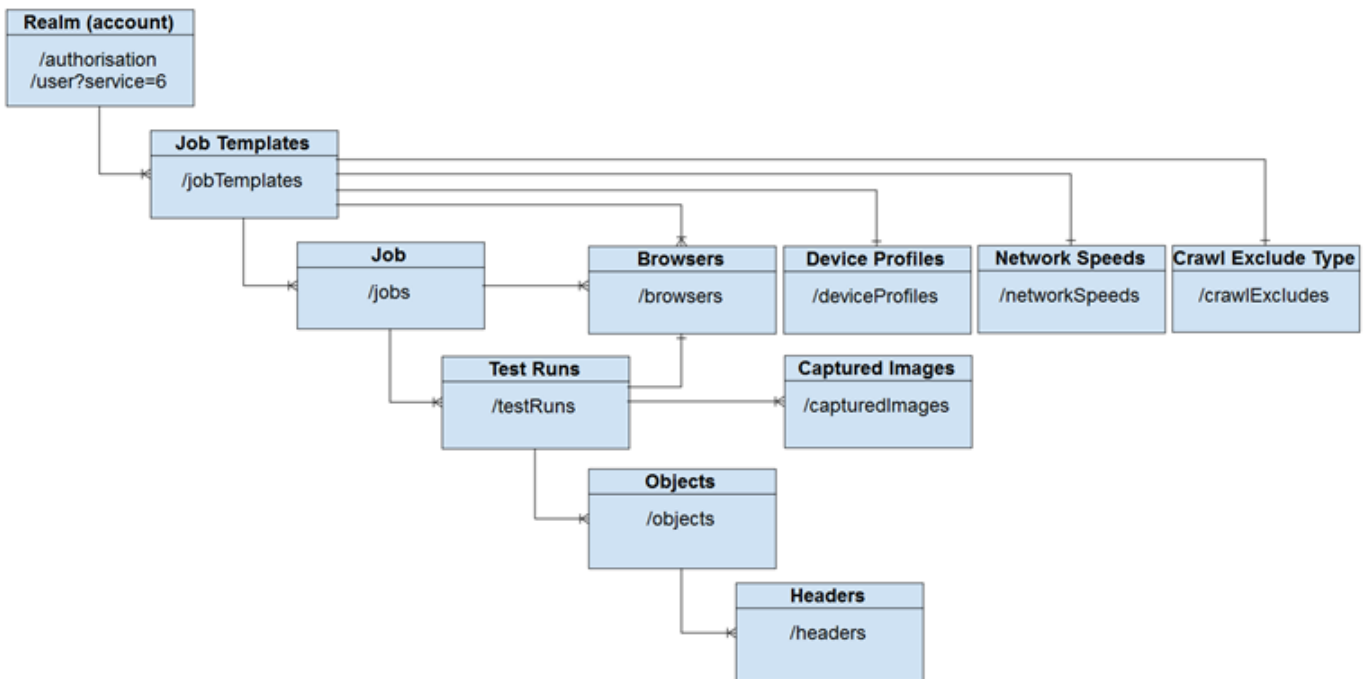 Realm (account)
/authorisation
/user?service=6
Job Templates
/jobTemplates
Job
/jobs
Browsers
/browsers
Device Profiles
/deviceProfiles
Network Speeds
/networkSpeeds
Crawl Exclude Type
/crawlExcludes
Test Runs
/testRuns
Captured Images
/capturedImages
Objects
/objects
Headers
/headers